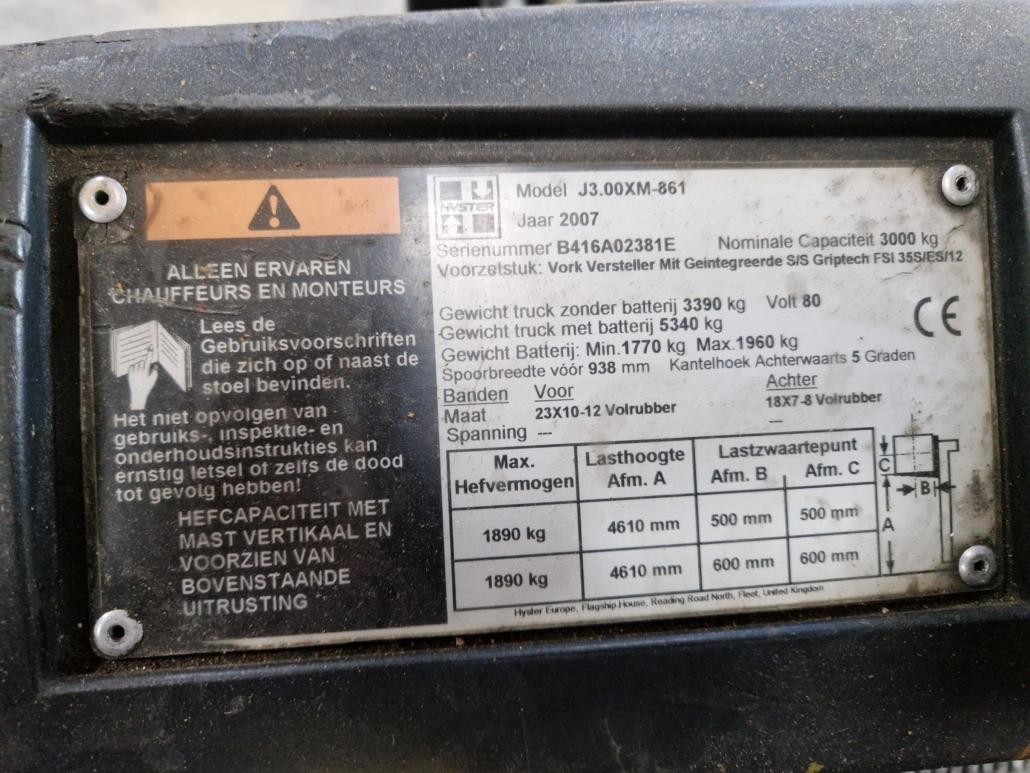 ALLEEN ERVAREN
CHAUFFEURS EN MONTEURS
Lees de
Gebruiksvoorschriften
die zich op of naast de
stoel bevinden.
Het niet opvolgen van
gebruiks-, inspektie- en
onderhoudsinstrukties kan
ernstig letsel of zelfs de dood
tot gevolg hebben!
HEFCAPACITEIT MET
MAST VERTIKAAL EN
VOORZIEN VAN
BOVENSTAANDE
UITRUSTING
HYSTER
Model J3.00XM-861
Jaar 2007
Serienummer B416A02381E Nominale Capaciteit 3000 kg
Voorzetstuk: Vork Versteller Mit Geintegreerde S/S Griptech FSI 35S/ES/12
Gewicht truck zonder batterij 3390 kg Volt 80
Gewicht truck met batterij 5340 kg
Gewicht Batterij: Min.1770 kg Max.1960 kg
Spoorbreedte vóór 938 mm Kantelhoek Achterwaarts 5 Graden
CE
Banden Voor Achter
Maat 23X10-12 Volrubber 18X7-8 Volrubber
Spanning --- ---
Max. Lasthoogte Lastzwaartepunt
Hefvermogen Afm. A Afm. B Afm. C
1890 kg 4610 mm 500 mm 500 mm
1890 kg 4610 mm 600 mm 600 mm
C
B
A
Hyster Europe, Flagship House, Reading Road North, Fleet, United Kingdom